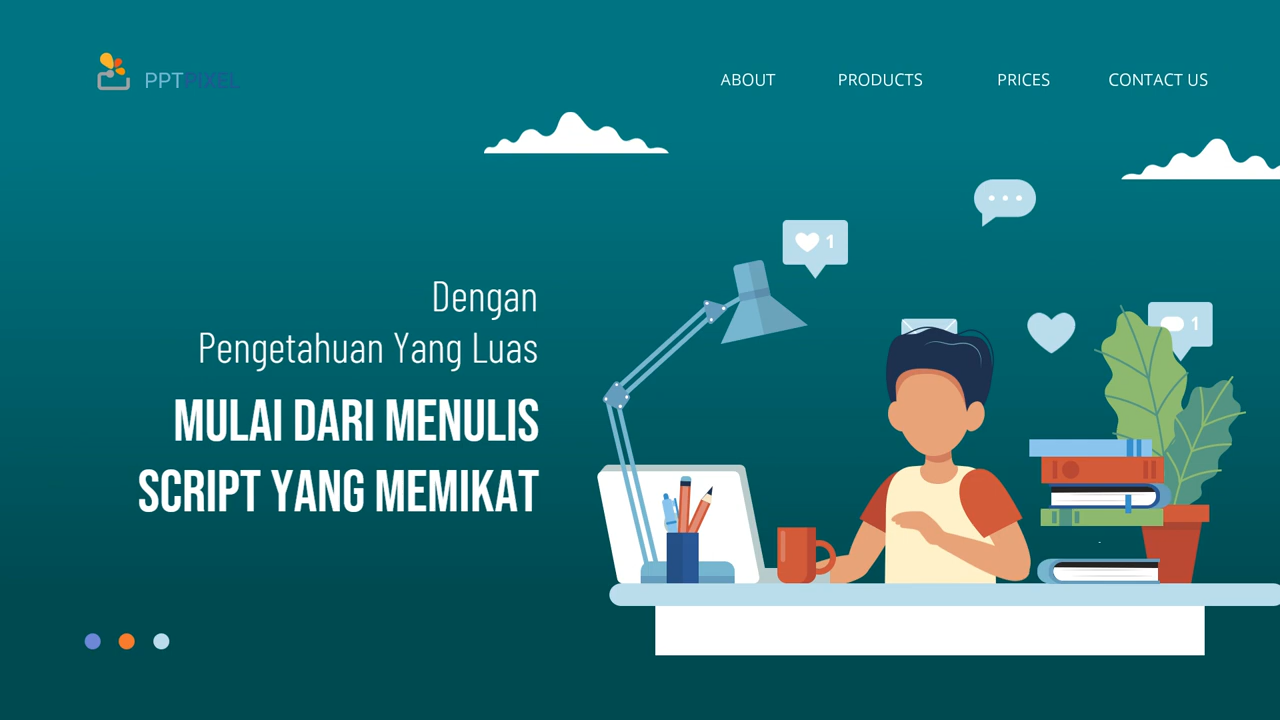 PPTPIXEL
ABOUT PRODUCTS PRICES CONTACT US
1
1
Dengan
Pengetahuan Yang Luas
MULAI DARI MENULIS
SCRIPT YANG MEMIKAT